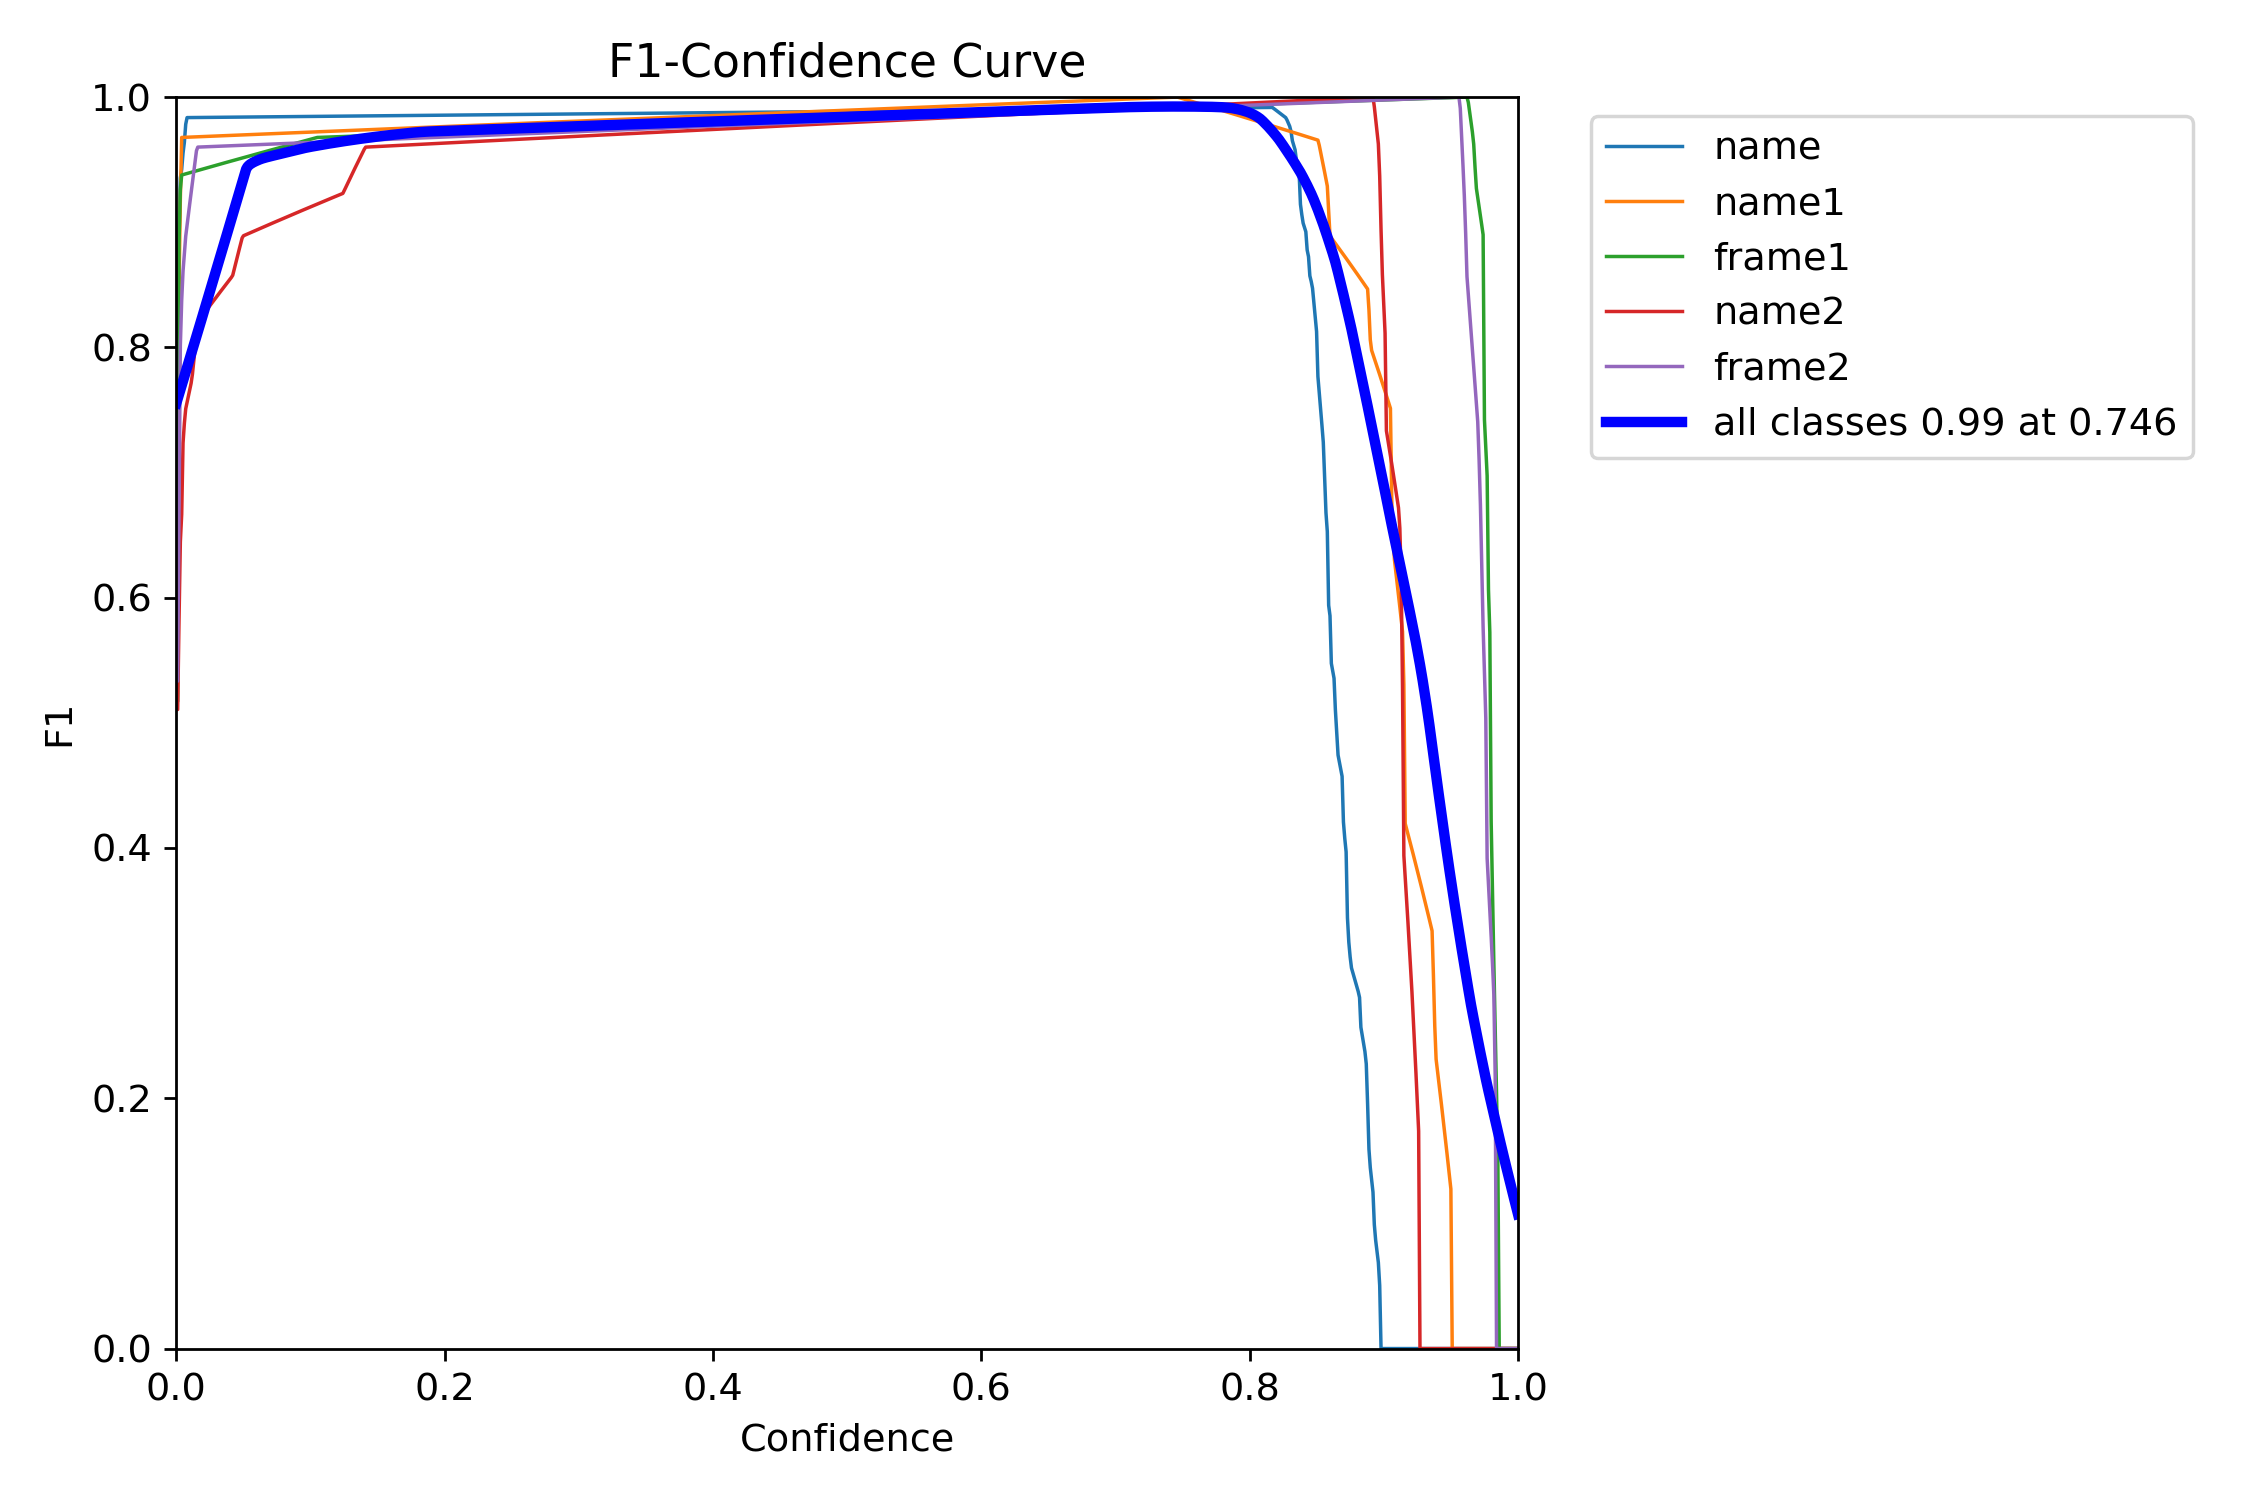 F1-Confidence Curve
1.0
0.8
0.6
0.4
0.2
0.0
F1
0.0 0.2 0.4 0.6 0.8 1.0
Confidence
name
name1
frame1
name2
frame2
all classes 0.99 at 0.746